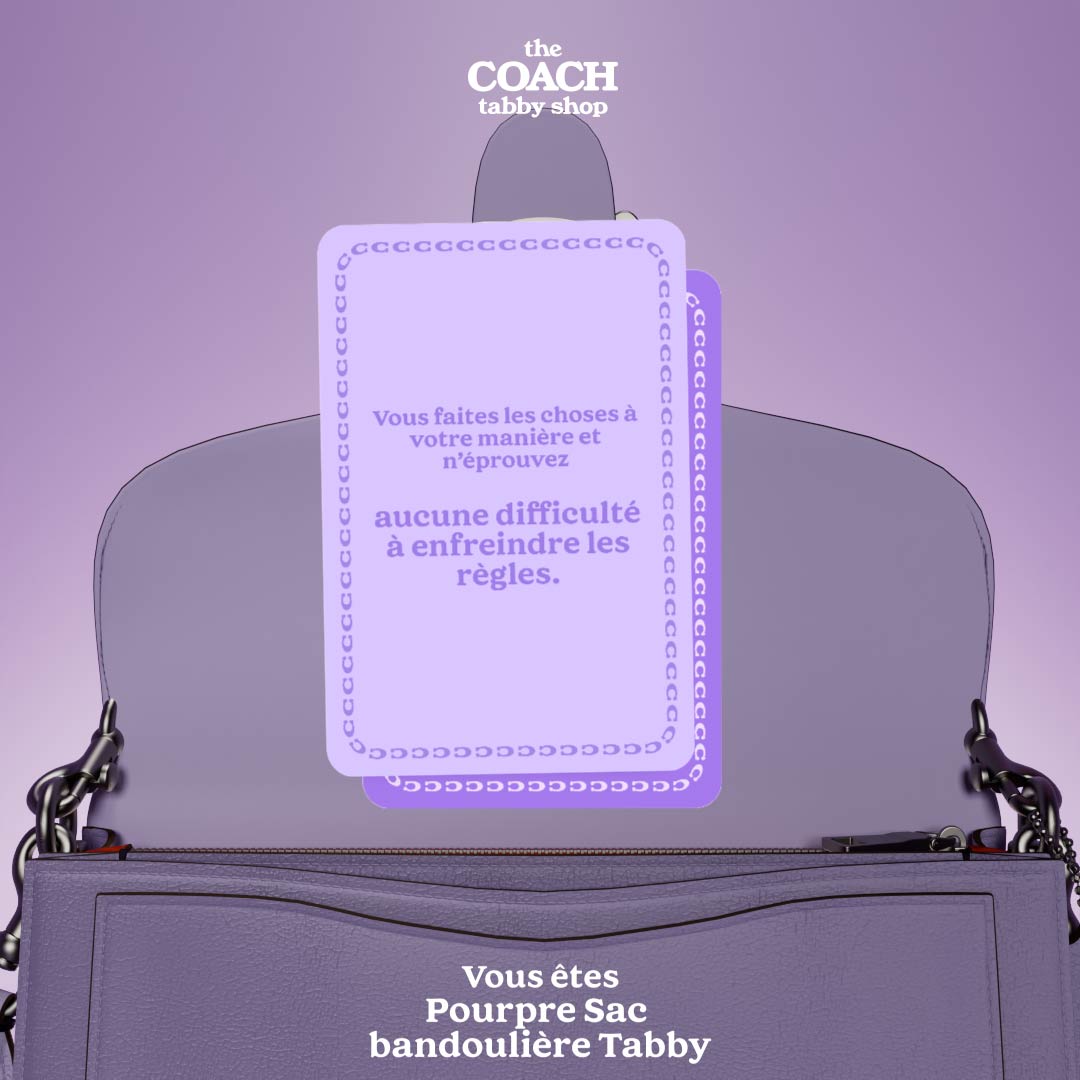 the
COACH
tabby shop
Vous faites les choses à
votre manière et
n’éprouvez
aucune difficulté
à enfreindre les
règles.
Vous êtes
Pourpre Sac
bandoulière Tabby